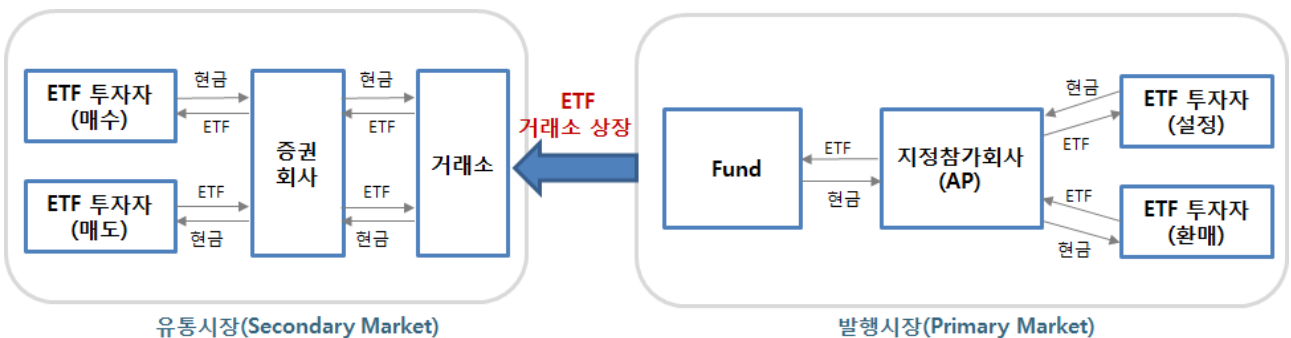 ETF 투자자
(매수)
현금
ETF
ETF 투자자
(매도)
ETF
현금
증권
회사
현금
ETF
ETF
현금
거래소
유통시장(Secondary Market)
ETF
거래소 상장
Fund
ETF
현금
지정참가회사
(AP)
현금
ETF
ETF 투자자
(설정)
ETF
현금
ETF 투자자
(환매)
발행시장(Primary Market)